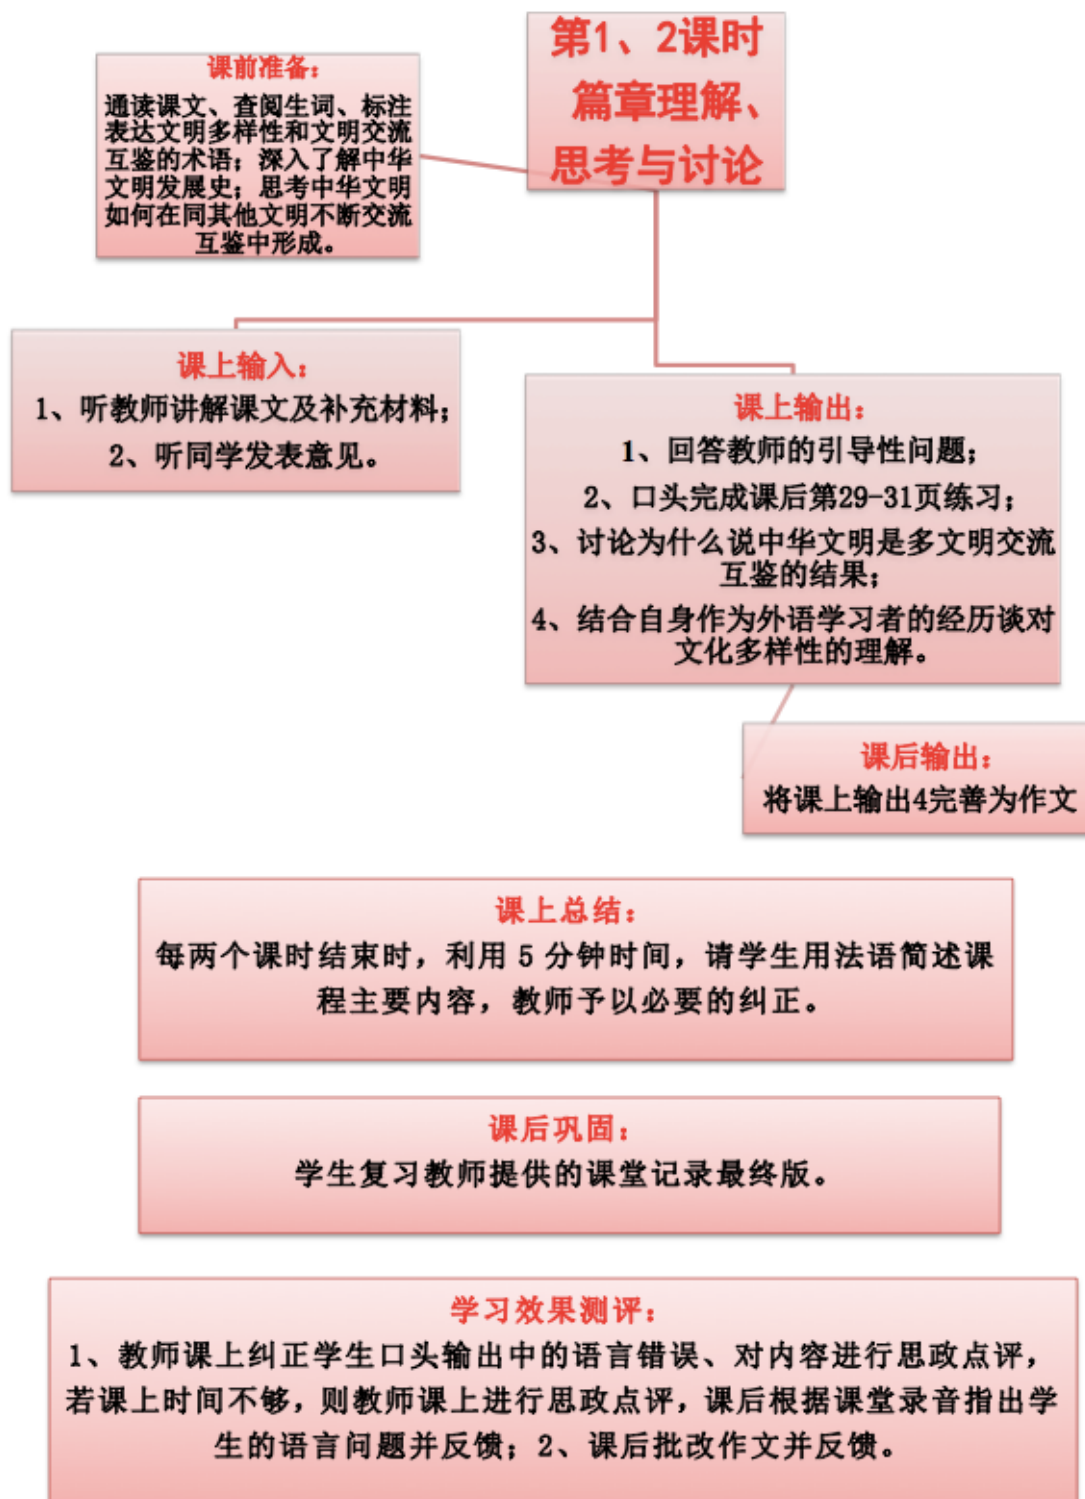 第1、2课时
篇章理解、
思考与讨论
课前准备：
通读课文、查阅生词、标注
表达文明多样性和文明交流
互鉴的术语；深入了解中华
文明发展史；思考中华文明
如何在同其他文明不断交流
互鉴中形成。
课上输入：
1、听教师讲解课文及补充材料；
2、听同学发表意见。
课上输出：
1、回答教师的引导性问题；
2、口头完成课后第29-31页练习；
3、讨论为什么说中华文明是多文明交流
互鉴的结果；
4、结合自身作为外语学习者的经历谈对
文化多样性的理解。
课后输出：
将课上输出4完善为作文
课上总结：
每两个课时结束时，利用 5 分钟时间，请学生用法语简述课
程主要内容，教师予以必要的纠正。
课后巩固：
学生复习教师提供的课堂记录最终版。
学习效果测评：
1、教师课上纠正学生口头输出中的语言错误、对内容进行思政点评，
若课上时间不够，则教师课上进行思政点评，课后根据课堂录音指出学
生的语言问题并反馈；2、课后批改作文并反馈。